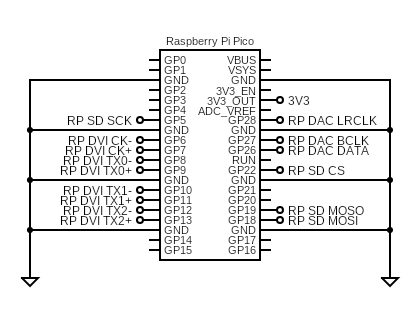 Raspberry Pi Pico
GP0 VBUS
GP1 VSYS
GND GND
GP2 3V3_EN
GP3 3V3_OUT 3V3
GP4 ADC_VREF
RP SD SCK GP5 GP28 RP DAC LRCLK
GND GND
RP DVI CK- GP6 GP27 RP DAC BCLK
RP DVI CK+ GP7 GP26 RP DAC DATA
RP DVI TX0- GP8 RUN
RP DVI TX0+ GP9 GP22 RP SD CS
GND GND
RP DVI TX1- GP10 GP21
RP DVI TX1+ GP11 GP20
RP DVI TX2- GP12 GP19 RP SD MOSO
RP DVI TX2+ GP13 GP18 RP SD MOSI
GND GND
GP14 GP17
GP15 GP16